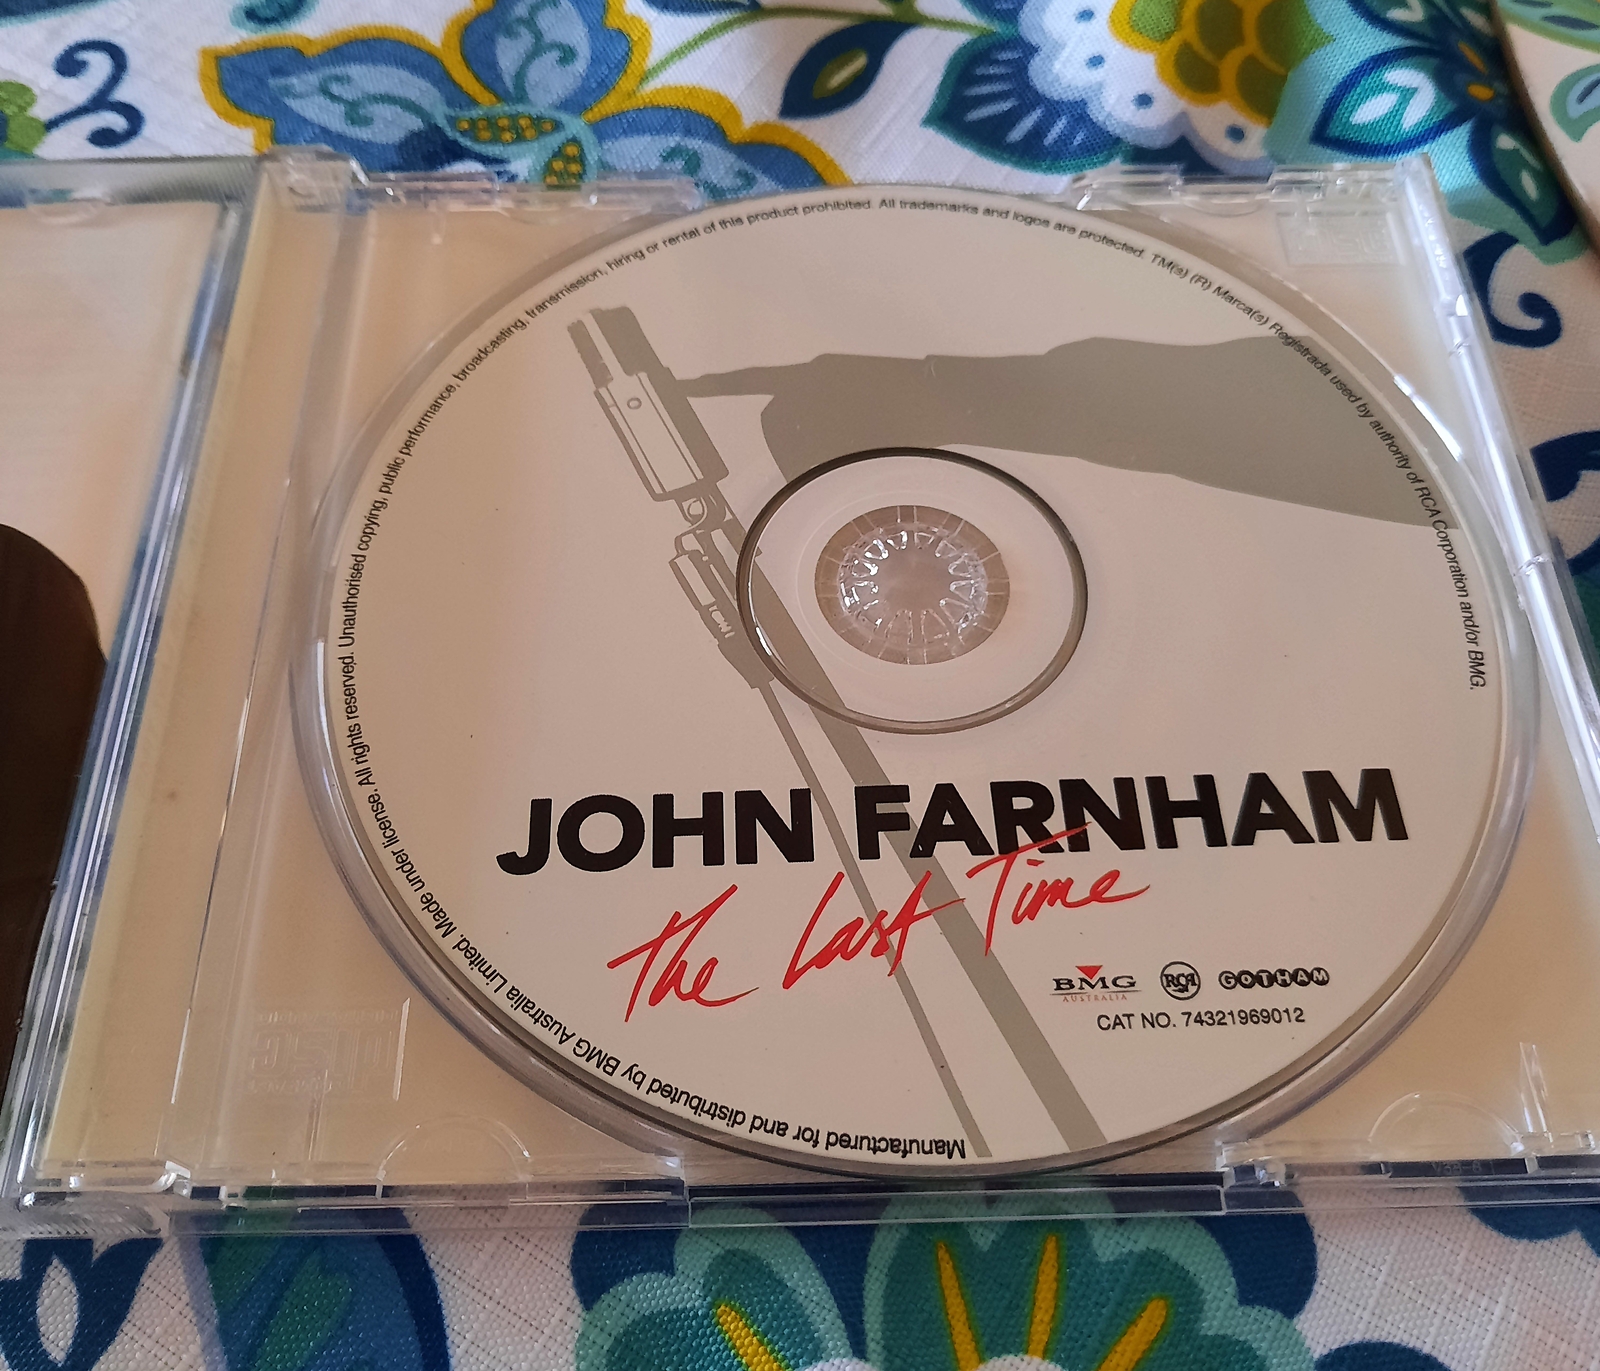 JOHN FARNHAM
The Last Time
BMG
AUSTRALIA
RCA
GOTHAM
CAT NO. 74321969012
Manufactured for and distributed by BMG Australia Limited. Made under license. All rights reserved. Unauthorised copying, public performance, broadcasting, transmission, hiring or rental of this product prohibited. All trademarks and logos are protected. TM(s) (R) Marca(s) Registrada used by authority of RCA Corporation and/or BMG.